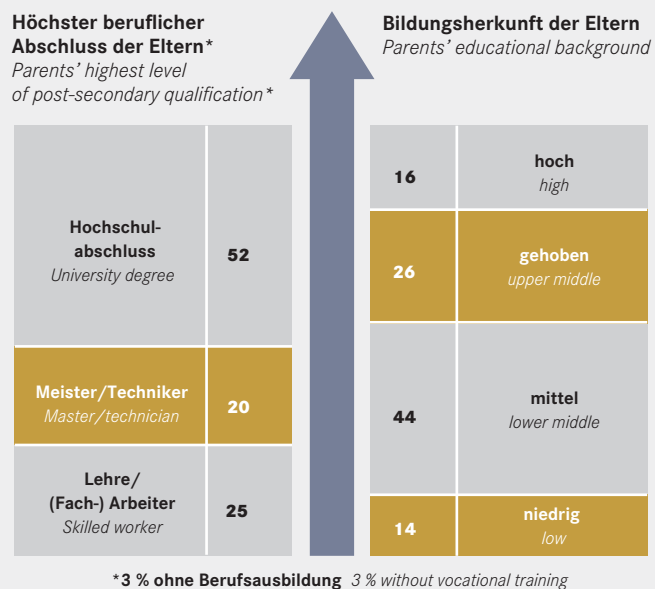 Höchster beruflicher
Abschluss der Eltern*
Parents' highest level
of post-secondary qualification*
Hochschul-
abschluss
University degree
52
Meister/Techniker
Master/technician
20
Lehre/
(Fach-) Arbeiter
Skilled worker
25
Bildungsherkunft der Eltern
Parents' educational background
16
hoch
high
26
gehoben
upper middle
44
mittel
lower middle
14
niedrig
low
*3 % ohne Berufsausbildung 3 % without vocational training